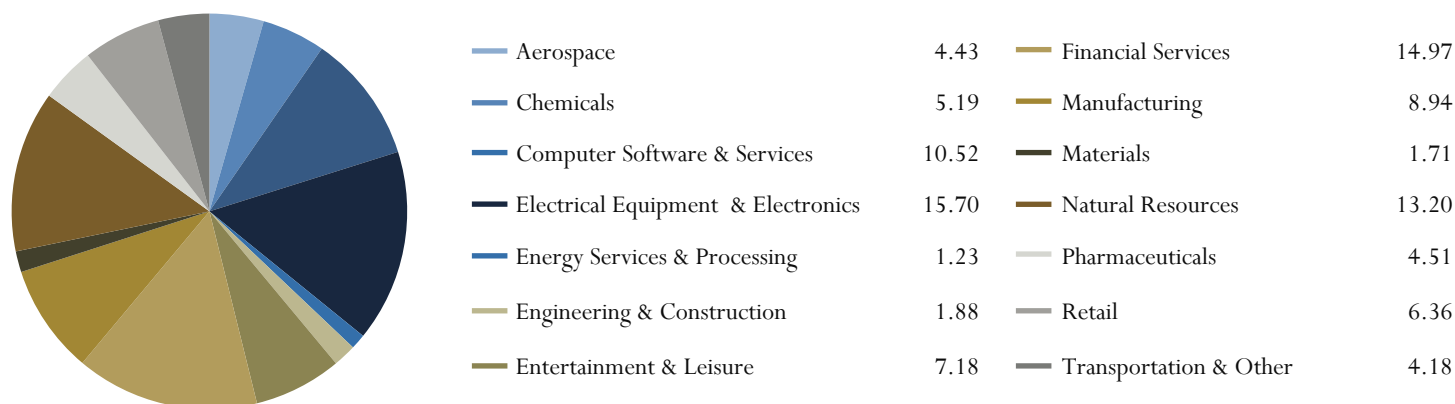 Aerospace 4.43
Chemicals 5.19
Computer Software & Services 10.52
Electrical Equipment & Electronics 15.70
Energy Services & Processing 1.23
Engineering & Construction 1.88
Entertainment & Leisure 7.18
Financial Services 14.97
Manufacturing 8.94
Materials 1.71
Natural Resources 13.20
Pharmaceuticals 4.51
Retail 6.36
Transportation & Other 4.18